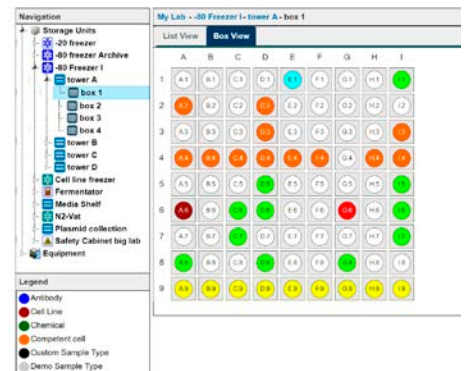 Navigation
Storage Units
-20 freezer
-80 freezer Archive
-80 Freezer I
tower A
box 1
box 2
box 3
box 4
tower B
tower C
tower D
Cell line freezer
Fermentator
Media Shelf
N2-Vat
Plasmid collection
Safety Cabinet big lab
Equipment
Legend
Antibody
Cell Line
Chemical
Competent cell
Custom Sample Type
Demo Sample Type
My Lab - -80 Freezer I - tower A - box 1
List View Box View
A B C D E F G H I
1 A1 B1 C1 D1 E1 F1 G1 H1 I1
2 A2 B2 C2 D2 E2 F2 G2 H2 I2
3 A3 B3 C3 D3 E3 F3 G3 H3 I3
4 A4 B4 C4 D4 E4 F4 G4 H4 I4
5 A5 B5 C5 D5 E5 F5 G5 H5 I5
6 A6 B6 C6 D6 E6 F6 G6 H6 I6
7 A7 B7 C7 D7 E7 F7 G7 H7 I7
8 A8 B8 C8 D8 E8 F8 G8 H8 I8
9 A9 B9 C9 D9 E9 F9 G9 H9 I9